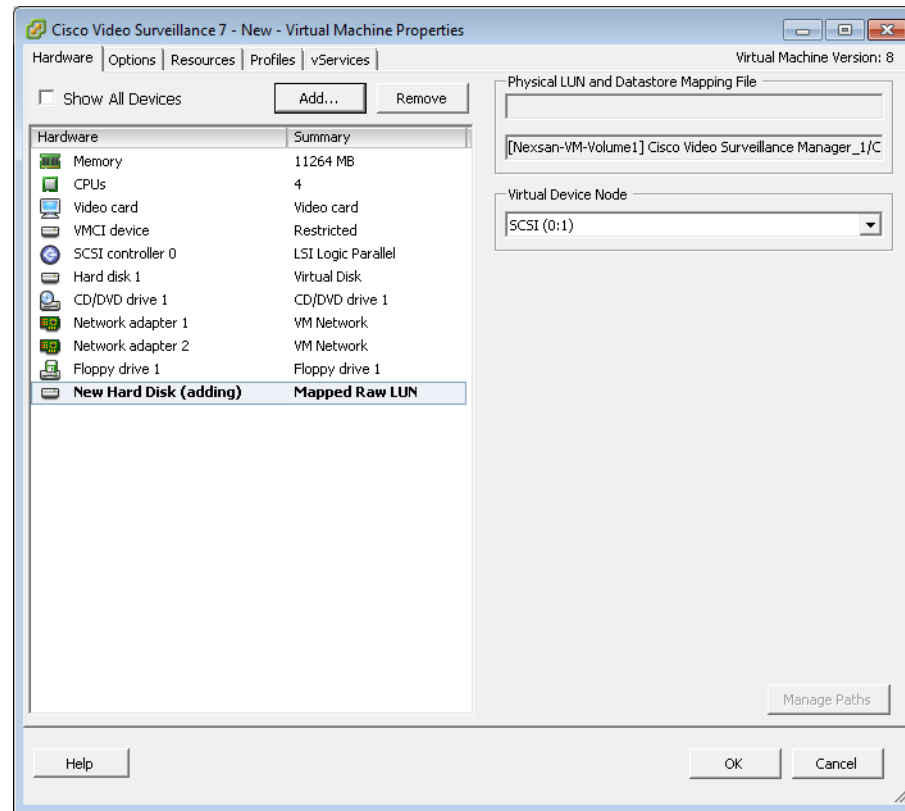 Cisco Video Surveillance 7 - New - Virtual Machine Properties
Hardware Options Resources Profiles vServices
Virtual Machine Version: 8
Show All Devices Add... Remove
Hardware Summary
Memory 11264 MB
CPUs 4
Video card Video card
VMCI device Restricted
SCSI controller 0 LSI Logic Parallel
Hard disk 1 Virtual Disk
CD/DVD drive 1 CD/DVD drive 1
Network adapter 1 VM Network
Network adapter 2 VM Network
Floppy drive 1 Floppy drive 1
New Hard Disk (adding) Mapped Raw LUN
Physical LUN and Datastore Mapping File
[Nexsan-VM-Volume1] Cisco Video Surveillance Manager_1/C
Virtual Device Node
SCSI (0:1)
Manage Paths
Help
OK
Cancel